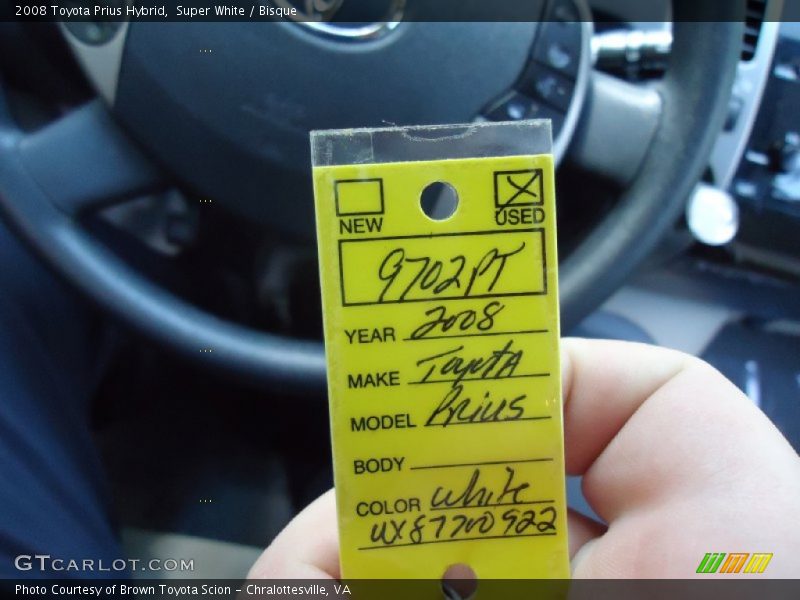 2008 Toyota Prius Hybrid, Super White / Bisque
NEW USED
9702PT
YEAR 2008
MAKE Toyota
MODEL Prius
BODY
COLOR white
UX87700922
GTCARLOT.COM
Photo Courtesy of Brown Toyota Scion - Chralottesville, VA